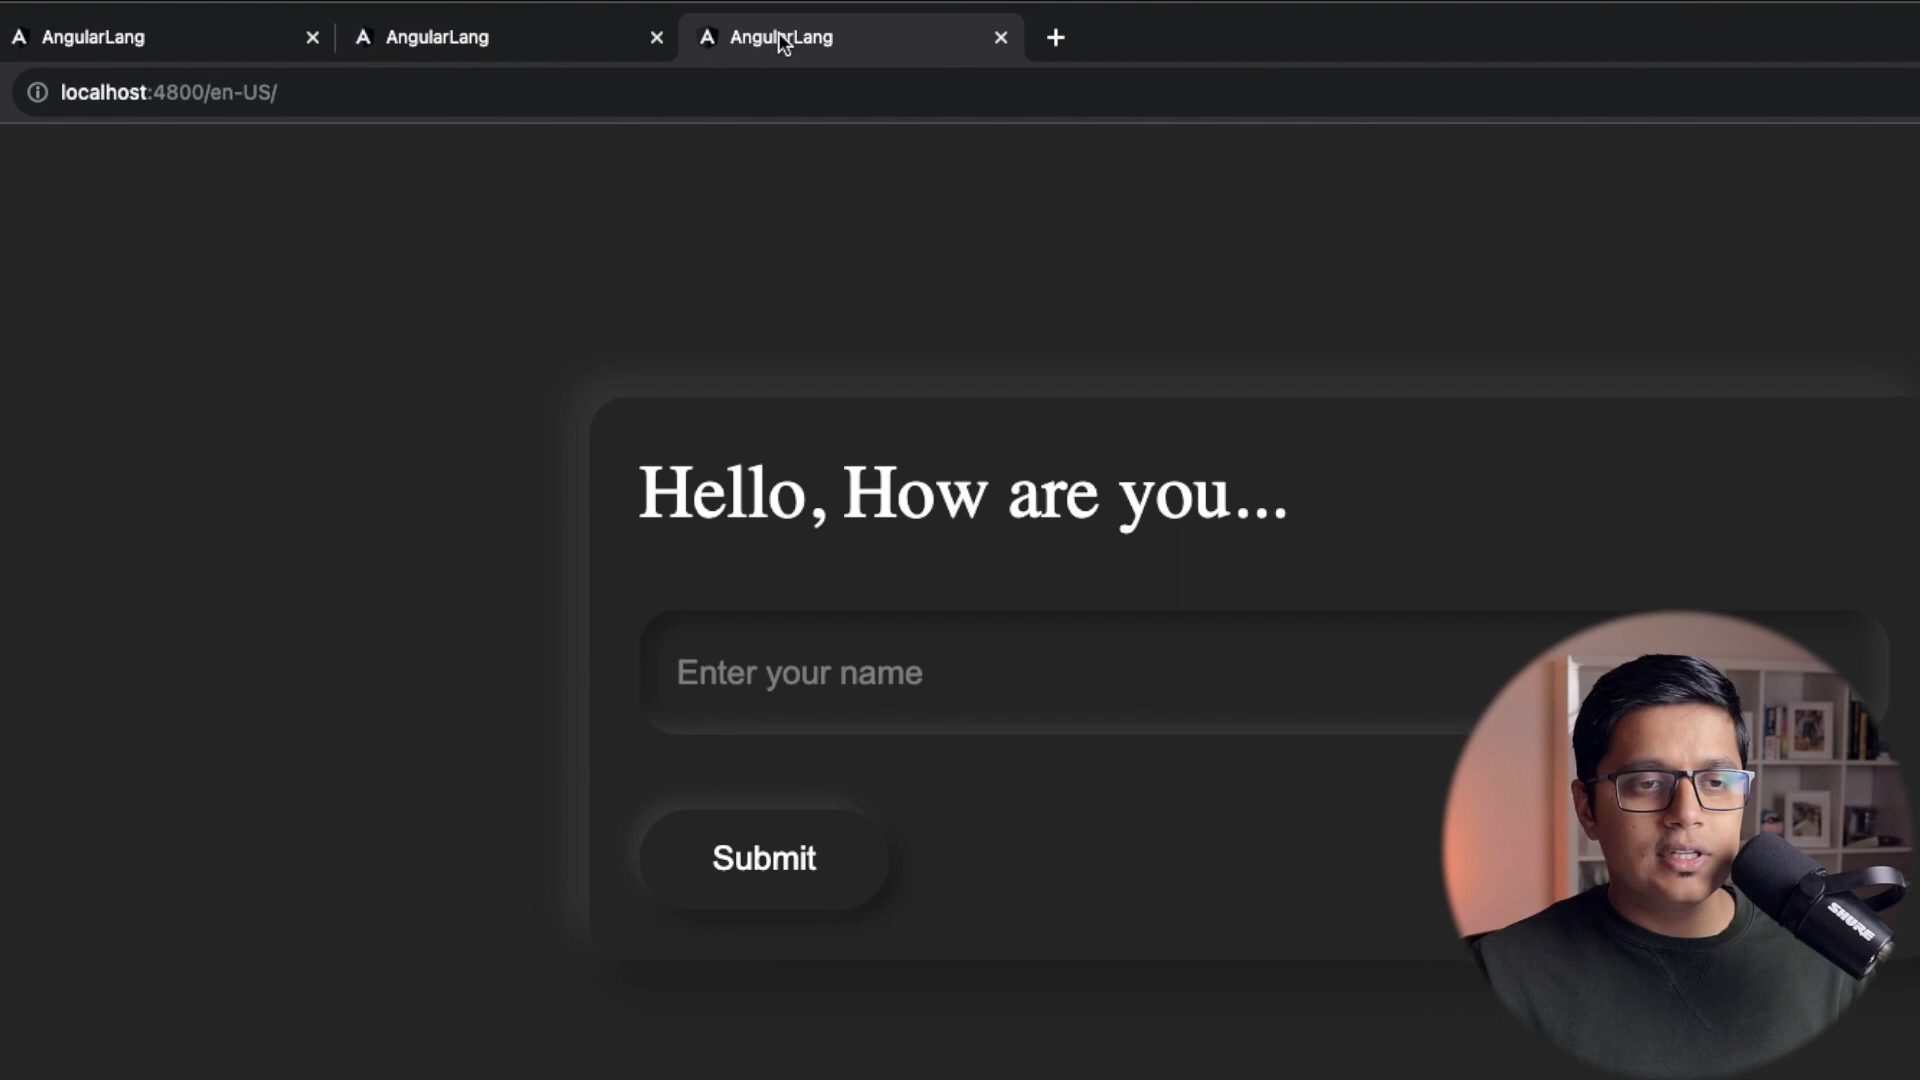 AngularLang
AngularLang
AngularLang
localhost:4800/en-US/
Hello, How are you...
Enter your name
Submit
SHURE